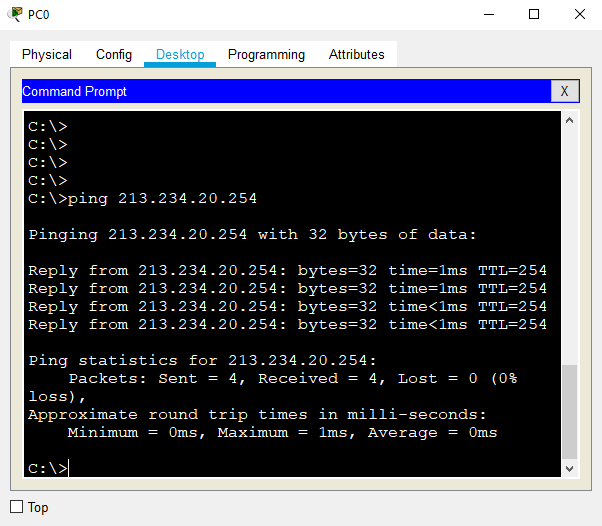 PC0
Physical Config Desktop Programming Attributes
Command Prompt X
C:\>
C:\>
C:\>
C:\>
C:\>ping 213.234.20.254
Pinging 213.234.20.254 with 32 bytes of data:
Reply from 213.234.20.254: bytes=32 time=1ms TTL=254
Reply from 213.234.20.254: bytes=32 time=1ms TTL=254
Reply from 213.234.20.254: bytes=32 time<1ms TTL=254
Reply from 213.234.20.254: bytes=32 time<1ms TTL=254
Ping statistics for 213.234.20.254:
Packets: Sent = 4, Received = 4, Lost = 0 (0%
loss),
Approximate round trip times in milli-seconds:
Minimum = 0ms, Maximum = 1ms, Average = 0ms
C:\>
Top